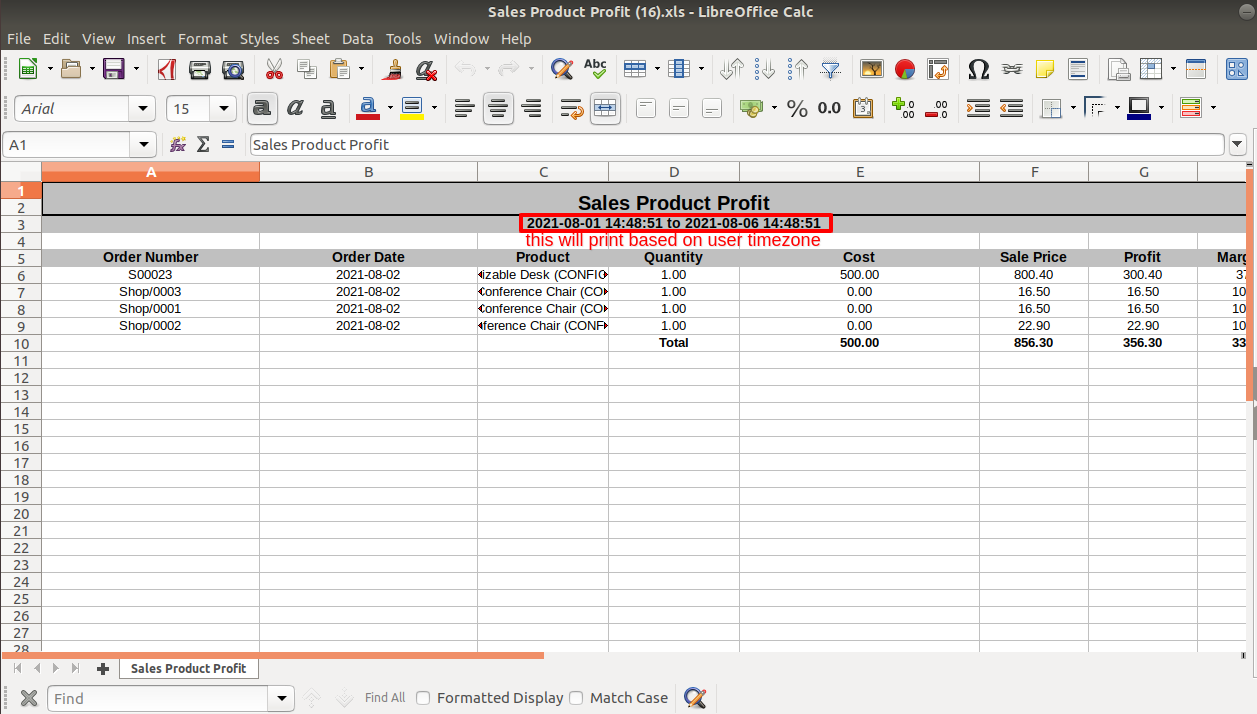 Sales Product Profit (16).xls - LibreOffice Calc
File Edit View Insert Format Styles Sheet Data Tools Window Help
Abc
Arial 15 a a a a % 0.0 .00 .00
A1 fx Σ = Sales Product Profit
A B C D E F G
1
2 Sales Product Profit
3 2021-08-01 14:48:51 to 2021-08-06 14:48:51
4 this will print based on user timezone
5 Order Number Order Date Product Quantity Cost Sale Price Profit Marg
6 S00023 2021-08-02 izable Desk (CONFIG 1.00 500.00 800.40 300.40 37
7 Shop/0003 2021-08-02 Conference Chair (CO 1.00 0.00 16.50 16.50 10
8 Shop/0001 2021-08-02 Conference Chair (CO 1.00 0.00 16.50 16.50 10
9 Shop/0002 2021-08-02 ference Chair (CONF 1.00 0.00 22.90 22.90 10
10 Total 500.00 856.30 356.30 33
11
12
13
14
15
16
17
18
19
20
21
22
23
24
25
26
27
28
Sales Product Profit
Find Find All Formatted Display Match Case